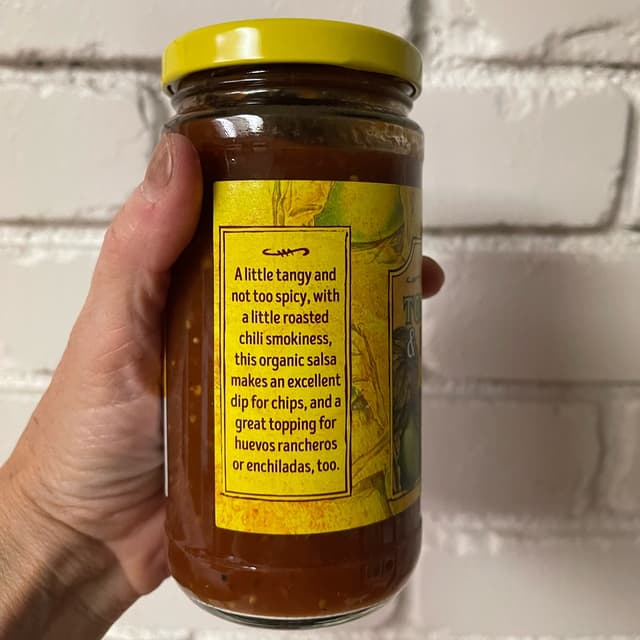 A little tangy and
not too spicy, with
a little roasted
chili smokiness,
this organic salsa
makes an excellent
dip for chips, and a
great topping for
huevos rancheros
or enchiladas, too.
&